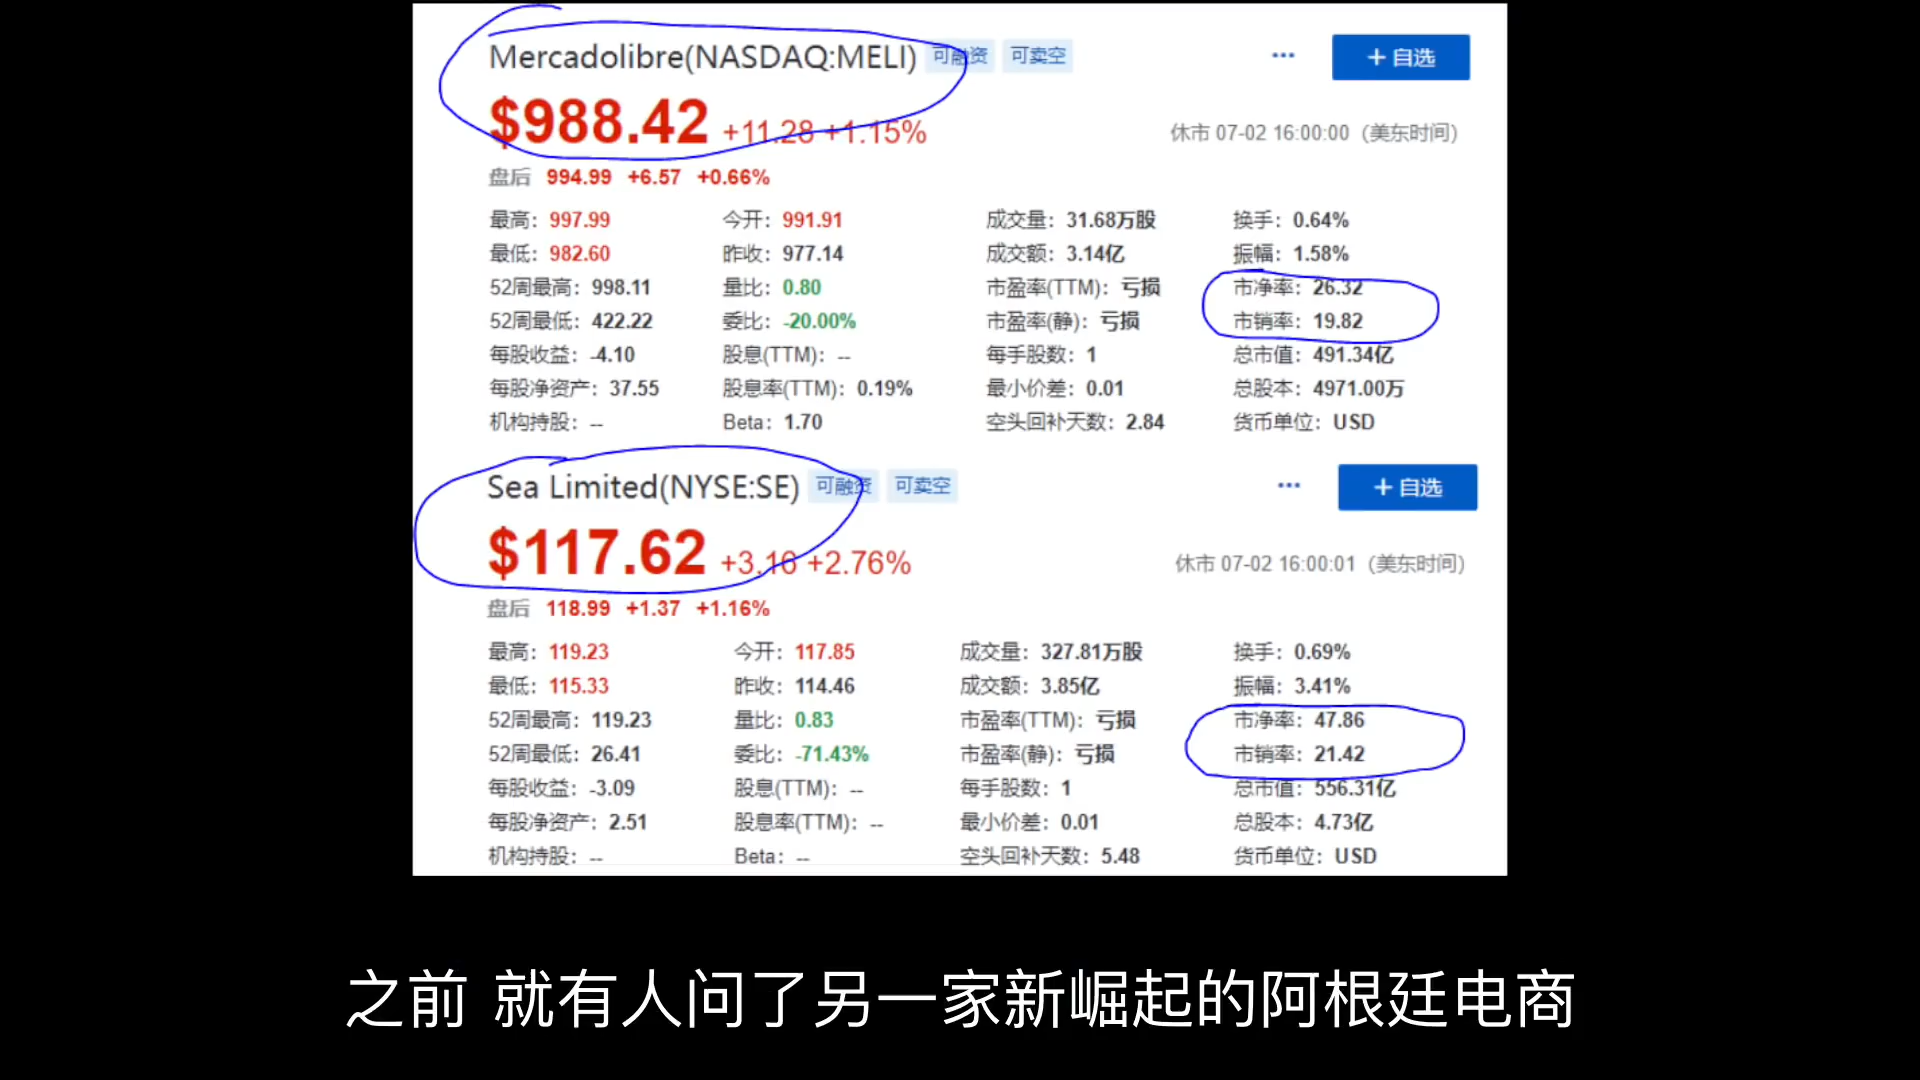 Mercadolibre(NASDAQ:MELI) 可融资 可卖空 ··· +自选
$988.42 +11.28 +1.15% 休市 07-02 16:00:00 (美东时间)
盘后 994.99 +6.57 +0.66%
最高: 997.99 今开: 991.91 成交量: 31.68万股 换手: 0.64%
最低: 982.60 昨收: 977.14 成交额: 3.14亿 振幅: 1.58%
52周最高: 998.11 量比: 0.80 市盈率(TTM): 亏损 市净率: 26.32
52周最低: 422.22 委比: -20.00% 市盈率(静): 亏损 市销率: 19.82
每股收益: -4.10 股息(TTM): -- 每手股数: 1 总市值: 491.34亿
每股净资产: 37.55 股息率(TTM): 0.19% 最小价差: 0.01 总股本: 4971.00万
机构持股: -- Beta: 1.70 空头回补天数: 2.84 货币单位: USD
Sea Limited(NYSE:SE) 可融资 可卖空 ··· +自选
$117.62 +3.16 +2.76% 休市 07-02 16:00:01 (美东时间)
盘后 118.99 +1.37 +1.16%
最高: 119.23 今开: 117.85 成交量: 327.81万股 换手: 0.69%
最低: 115.33 昨收: 114.46 成交额: 3.85亿 振幅: 3.41%
52周最高: 119.23 量比: 0.83 市盈率(TTM): 亏损 市净率: 47.86
52周最低: 26.41 委比: -71.43% 市盈率(静): 亏损 市销率: 21.42
每股收益: -3.09 股息(TTM): -- 每手股数: 1 总市值: 556.31亿
每股净资产: 2.51 股息率(TTM): -- 最小价差: 0.01 总股本: 4.73亿
机构持股: -- Beta: -- 空头回补天数: 5.48 货币单位: USD
之前 就有人问了另一家新崛起的阿根廷电商